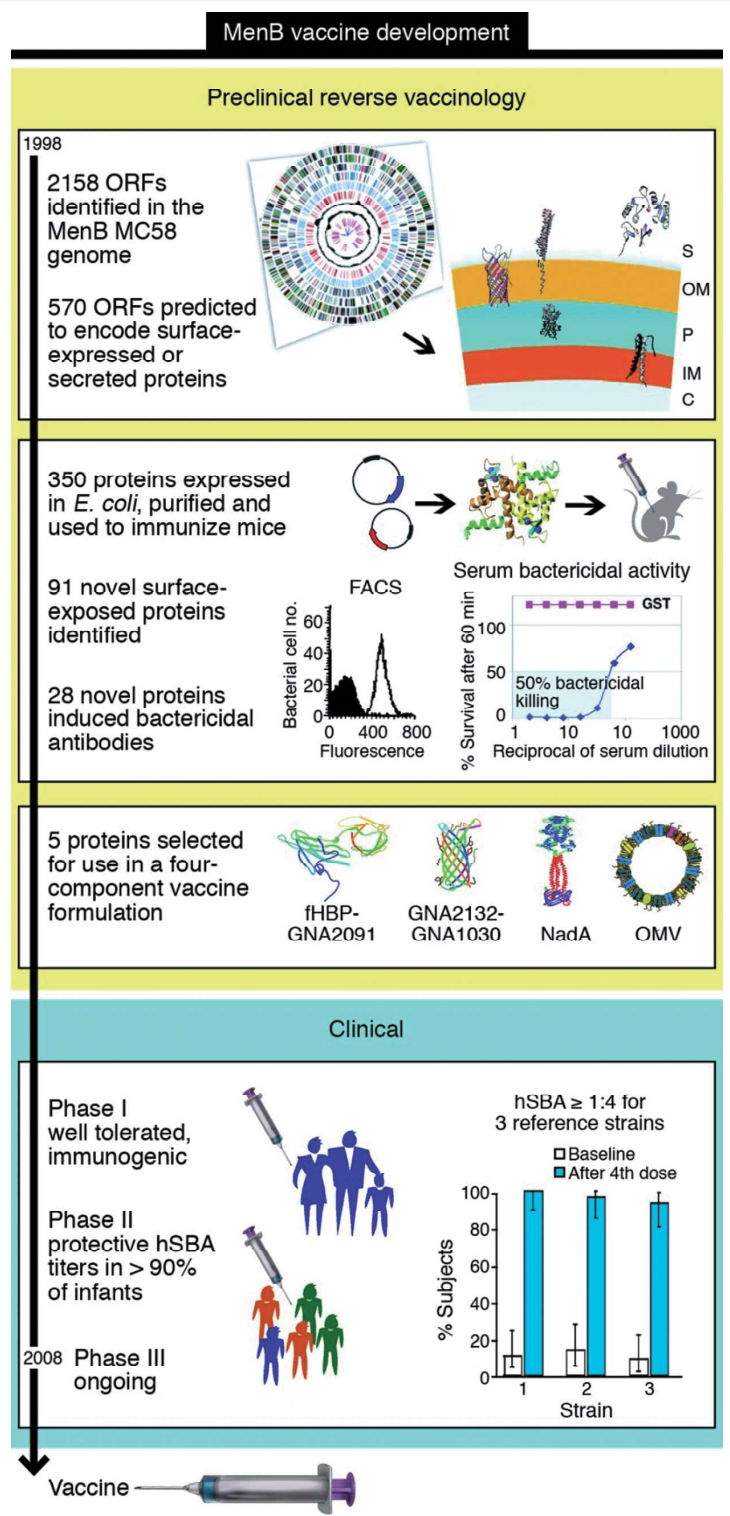 MenB vaccine development
Preclinical reverse vaccinology
1998
2158 ORFs
identified in the
MenB MC58
genome
570 ORFs predicted
to encode surface-
expressed or
secreted proteins
S
OM
P
IM
C
350 proteins expressed
in E. coli, purified and
used to immunize mice
91 novel surface-
exposed proteins
identified
28 novel proteins
induced bactericidal
antibodies
FACS
Bacterial cell no.
60
40
20
0
0 400 800
Fluorescence
Serum bactericidal activity
% Survival after 60 min
100
50
0
GST
50% bactericidal
killing
1 10 10 1000
Reciprocal of serum dilution
5 proteins selected
for use in a four-
component vaccine
formulation
fHBP-
GNA2091
GNA2132-
GNA1030
NadA
OMV
Clinical
Phase I
well tolerated,
immunogenic
Phase II
protective hSBA
titers in > 90%
of infants
2008 Phase III
ongoing
hSBA ≥ 1:4 for
3 reference strains
Baseline
After 4th dose
% Subjects
100
80
60
40
20
0
1 2 3
Strain
Vaccine